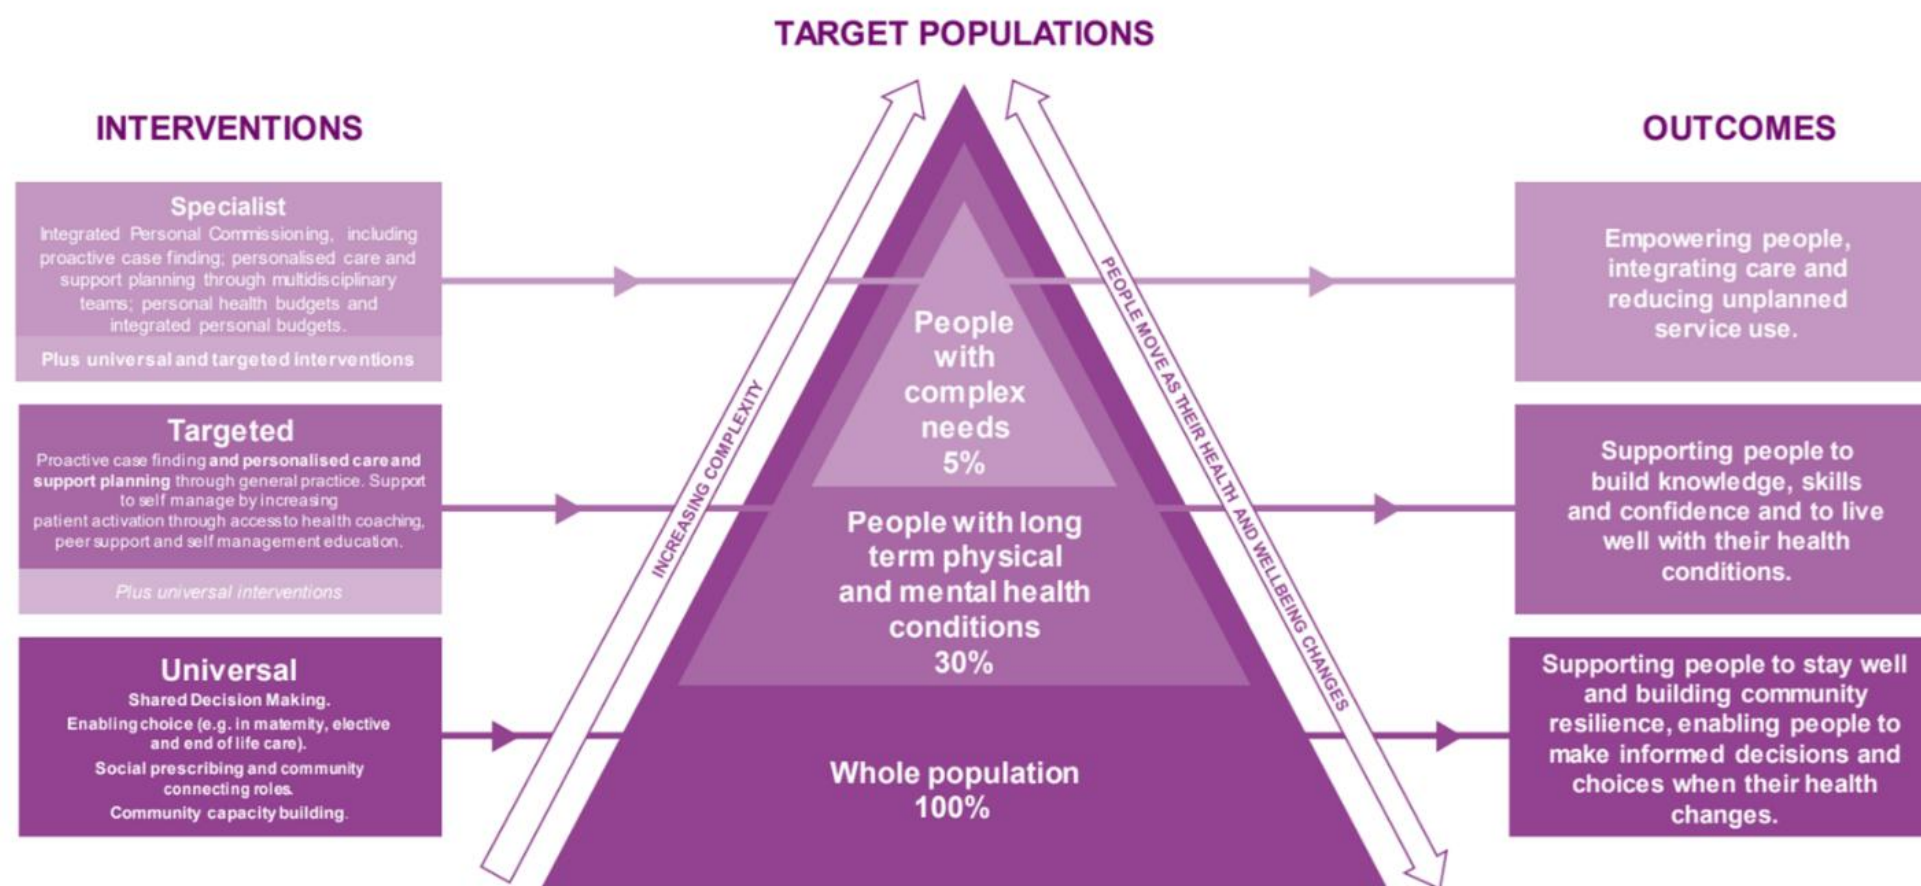 TARGET POPULATIONS
INTERVENTIONS
Specialist
Integrated Personal Commissioning, including
proactive case finding; personalised care and
support planning through multidisciplinary
teams; personal health budgets and
integrated personal budgets.
Plus universal and targeted interventions
Targeted
Proactive case finding and personalised care and
support planning through general practice. Support
to self manage by increasing
patient activation through access to health coaching,
peer support and self management education.
Plus universal interventions
Universal
Shared Decision Making.
Enabling choice (e.g. in maternity, elective
and end of life care).
Social prescribing and community
connecting roles.
Community capacity building.
INCREASING COMPLEXITY
People
with
complex
needs
5%
People with long
term physical
and mental health
conditions
30%
Whole population
100%
PEOPLE MOVE AS THEIR HEALTH AND WELLBEING CHANGES
OUTCOMES
Empowering people,
integrating care and
reducing unplanned
service use.
Supporting people to
build knowledge, skills
and confidence and to live
well with their health
conditions.
Supporting people to stay well
and building community
resilience, enabling people to
make informed decisions and
choices when their health
changes.